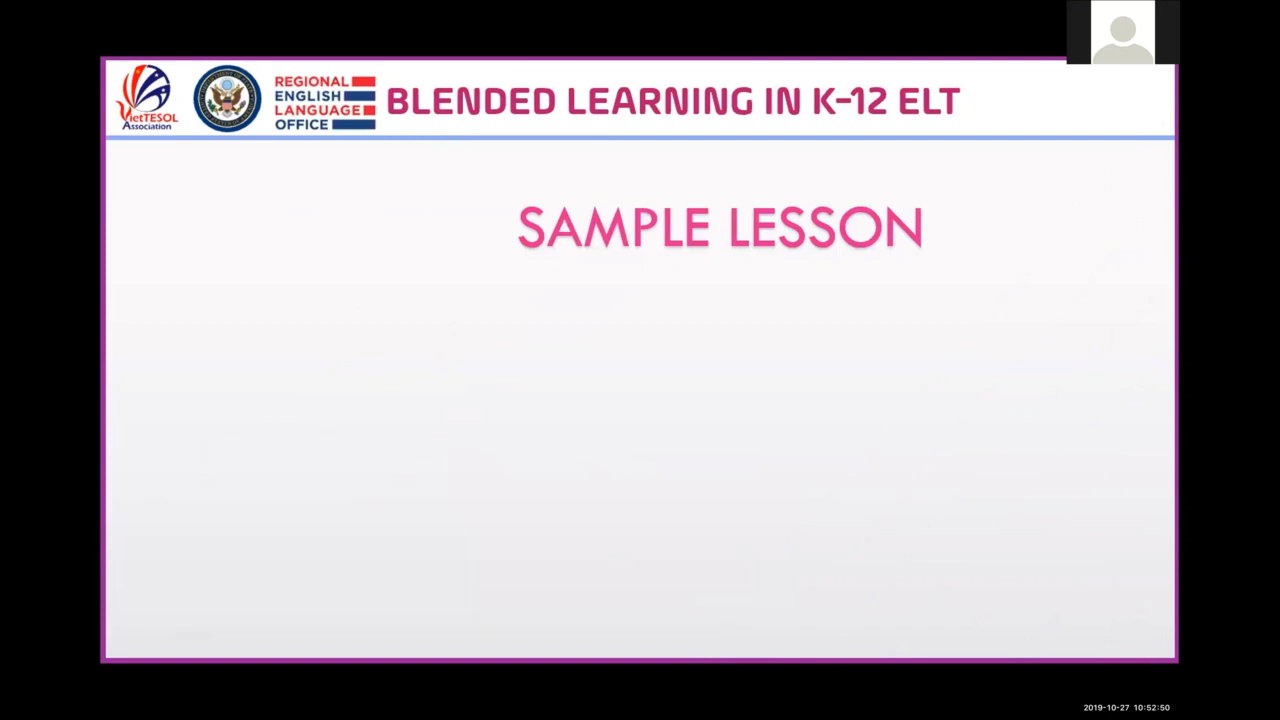 VietTESOL
Association
REGIONAL
ENGLISH
LANGUAGE
OFFICE
BLENDED LEARNING IN K-12 ELT
SAMPLE LESSON
2019-10-27 10:52:50